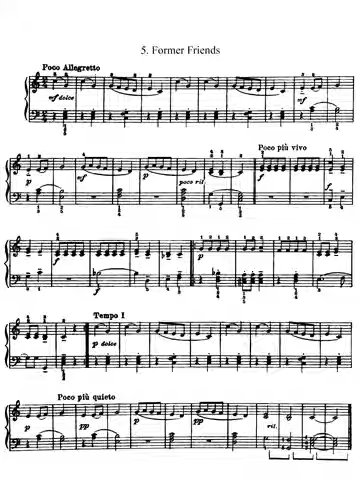 5. Former Friends
Poco Allegretto
mf dolce
p mf p poco rit. Poco più vivo f
f p f
f Tempo I
p dolce
Poco più quieto
p pp p pp rit.